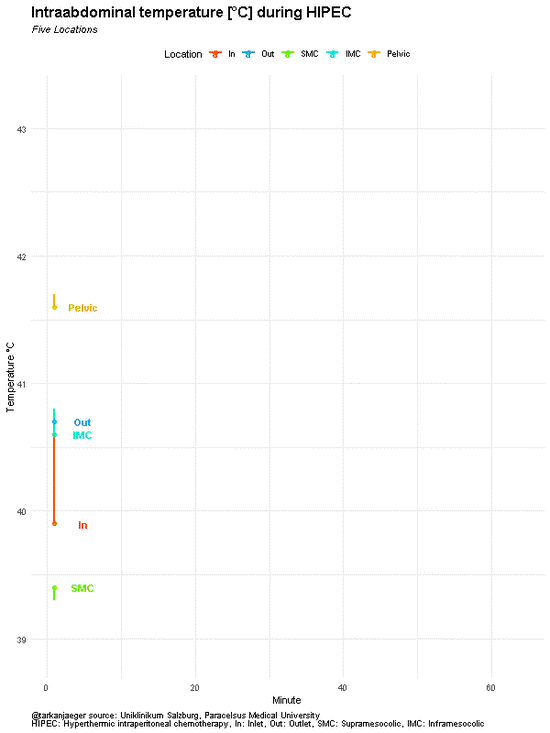 Intraabdominal temperature [°C] during HIPEC
Five Locations
Location In Out SMC IMC Pelvic
43
42
Pelvic
41
Out
IMC
Temperature °C
40
In
SMC
39
0 20 40 60
Minute
@tarkanjaeger source: Uniklinikum Salzburg, Paracelsus Medical University
HIPEC: Hyperthermic intraperitoneal chemotherapy, In: Inlet, Out: Outlet, SMC: Supramesocolic, IMC: Inframesocolic